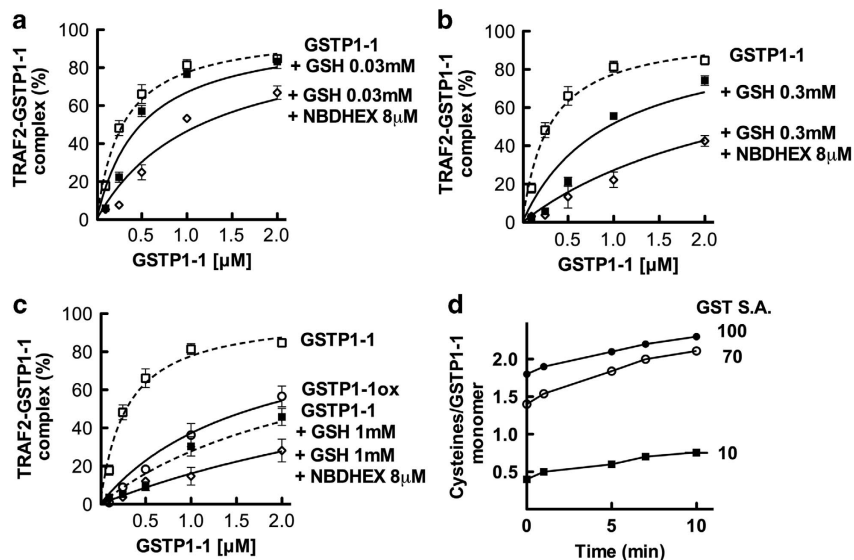 a
TRAF2-GSTP1-1
complex (%)
100
80
60
40
20
0
0.5
1.0
1.5
2.0
GSTP1-1 [μM]
GSTP1-1
+ GSH 0.03mM
+ GSH 0.03mM
+ NBDHEX 8μM
b
TRAF2-GSTP1-1
complex (%)
100
80
60
40
20
0
0.5
1.0
1.5
2.0
GSTP1-1 [μM]
GSTP1-1
+ GSH 0.3mM
+ GSH 0.3mM
+ NBDHEX 8μM
c
TRAF2-GSTP1-1
complex (%)
100
80
60
40
20
0
0.5
1.0
1.5
2.0
GSTP1-1 [μM]
GSTP1-1
GSTP1-1ox
GSTP1-1
+ GSH 1mM
+ GSH 1mM
+ NBDHEX 8μM
d
GST S.A.
100
70
10
Cysteines/GSTP1-1
monomer
2.0
1.5
1.0
0.5
0
5
10
Time (min)